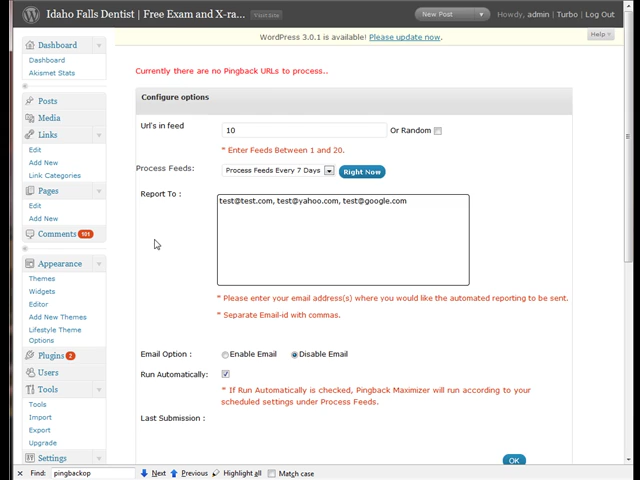 Idaho Falls Dentist | Free Exam and X-ra...
Visit Site
New Post
Howdy, admin | Turbo | Log Out
WordPress 3.0.1 is available! Please update now.
Help
Dashboard
Dashboard
Akismet Stats
Posts
Media
Links
Edit
Add New
Link Categories
Pages
Edit
Add New
Comments 101
Appearance
Themes
Widgets
Editor
Add New Themes
Lifestyle Theme
Options
Plugins 2
Users
Tools
Tools
Import
Export
Upgrade
Settings
Currently there are no Pingback URLs to process..
Configure options
Url's in feed
10
Or Random
* Enter Feeds Between 1 and 20.
Process Feeds:
Process Feeds Every 7 Days
Right Now
Report To :
test@test.com, test@yahoo.com, test@google.com
* Please enter your email address(s) where you would like the automated reporting to be sent.
* Separate Email-id with commas.
Email Option :
Enable Email
Disable Email
Run Automatically:
* If Run Automatically is checked, Pingback Maximizer will run according to your
scheduled settings under Process Feeds.
Last Submission :
OK
Find: pingbackop
Next
Previous
Highlight all
Match case